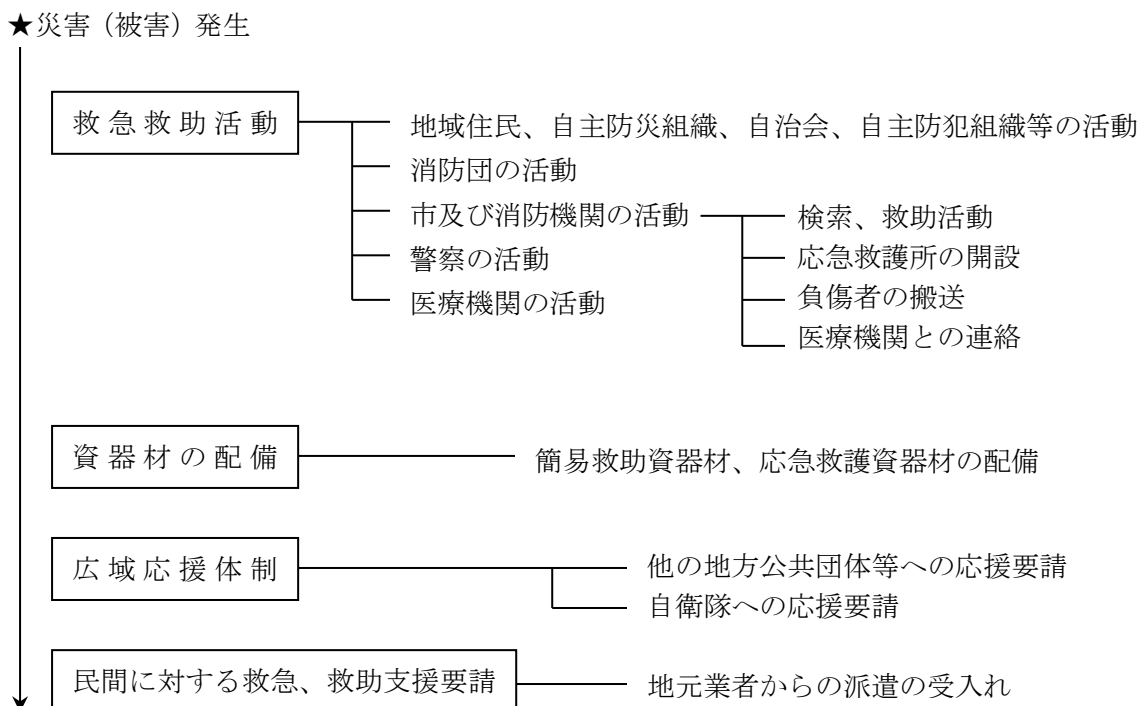 ★災害（被害）発生
救急救助活動
地域住民、自主防災組織、自治会、自主防犯組織等の活動
消防団の活動
市及び消防機関の活動
検索、救助活動
応急救護所の開設
負傷者の搬送
医療機関との連絡
警察の活動
医療機関の活動
資器材の配備
簡易救助資器材、応急救護資器材の配備
広域応援体制
他の地方公共団体等への応援要請
自衛隊への応援要請
民間に対する救急、救助支援要請
地元業者からの派遣の受入れ